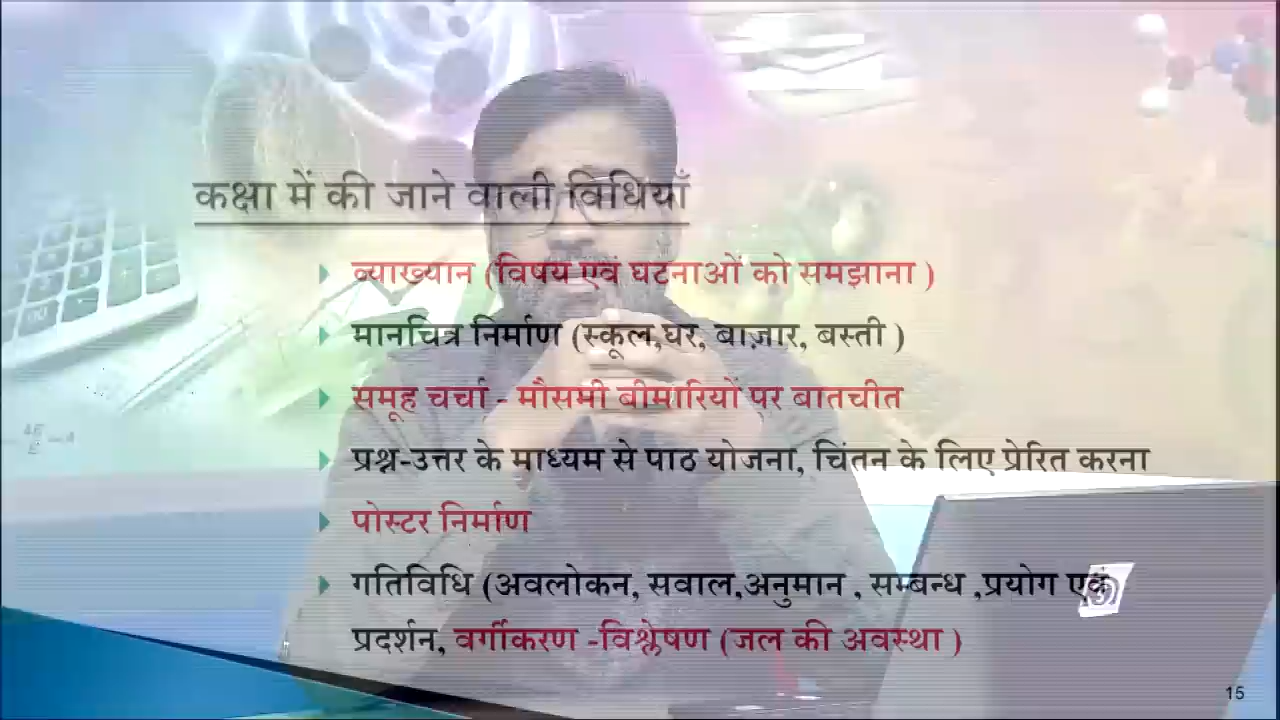 कक्षा में की जाने वाली विधियाँ
व्याख्यान (विषय एवं घटनाओं को समझाना )
मानचित्र निर्माण (स्कूल,घर, बाज़ार, बस्ती )
समूह चर्चा - मौसमी बीमारियों पर बातचीत
प्रश्न-उत्तर के माध्यम से पाठ योजना, चिंतन के लिए प्रेरित करना
पोस्टर निर्माण
गतिविधि (अवलोकन, सवाल,अनुमान , सम्बन्ध ,प्रयोग एवं
प्रदर्शन, वर्गीकरण -विश्लेषण (जल की अवस्था )
15